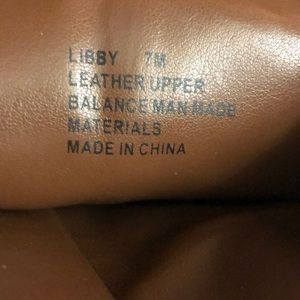 LIBBY 7M
LEATHER UPPER
BALANCE MAN MADE
MATERIALS
MADE IN CHINA